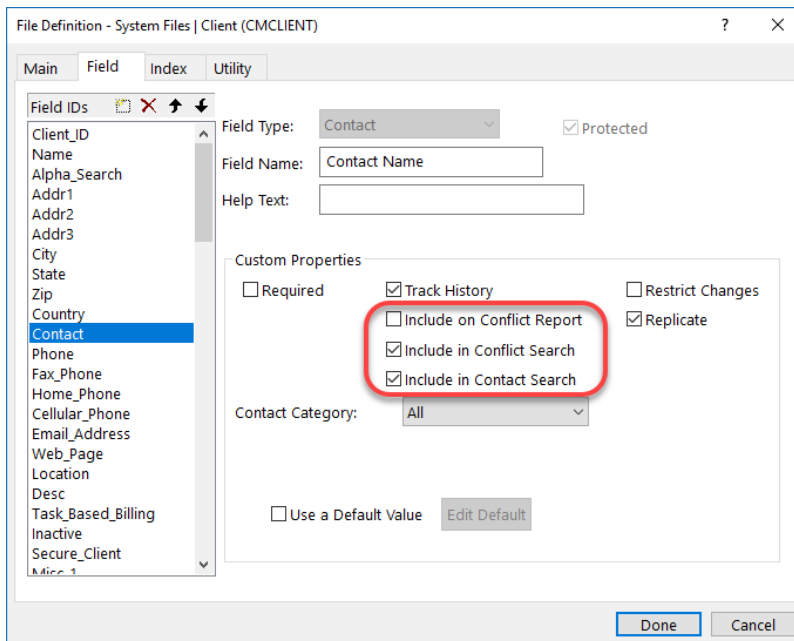 File Definition - System Files | Client (CMCLIENT)
Main Field Index Utility
Field IDs
Client_ID
Name
Alpha_Search
Addr1
Addr2
Addr3
City
State
Zip
Country
Contact
Phone
Fax_Phone
Home_Phone
Cellular_Phone
Email_Address
Web_Page
Location
Desc
Task_Based_Billing
Inactive
Secure_Client
Misc_1
Field Type: Contact Protected
Field Name: Contact Name
Help Text:
Custom Properties
Required Track History Restrict Changes
Include on Conflict Report Replicate
Include in Conflict Search
Include in Contact Search
Contact Category: All
Use a Default Value Edit Default
Done Cancel